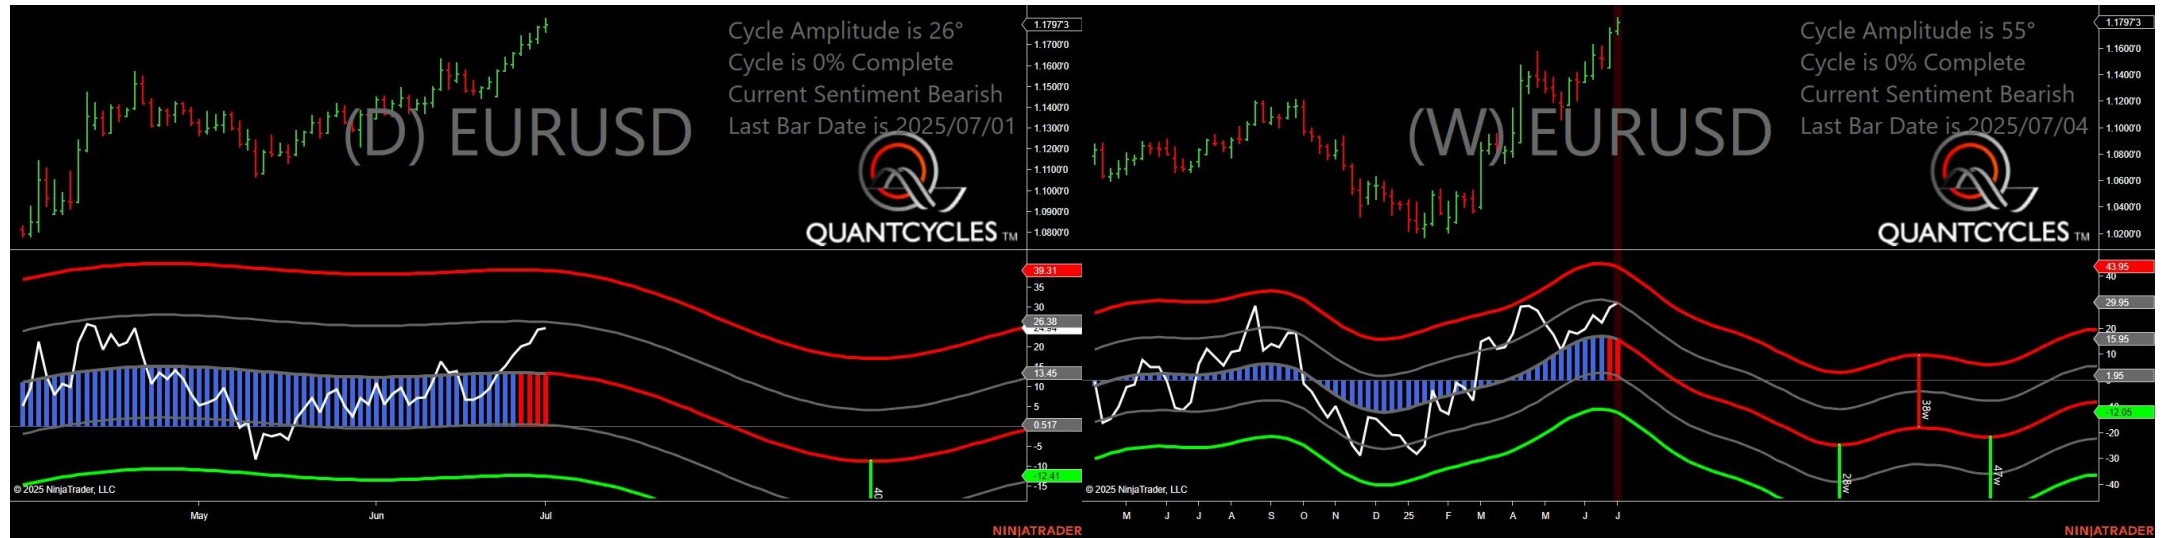 Cycle Amplitude is 26°
Cycle is 0% Complete
Current Sentiment Bearish
Last Bar Date is 2025/07/01
(D) EURUSD
QUANTCYCLES TM
1.1797'3
1.1700'0
1.1600'0
1.1500'0
1.1400'0
1.1300'0
1.1200'0
1.1100'0
1.1000'0
1.0900'0
1.0800'0
39.31
35
30
26.38
24.94
20
15
13.45
10
5
0.517
-5
-10
-12.41
-15
40
© 2025 NinjaTrader, LLC
May
Jun
Jul
NINJATRADER
Cycle Amplitude is 55°
Cycle is 0% Complete
Current Sentiment Bearish
Last Bar Date is 2025/07/04
(W) EURUSD
QUANTCYCLES TM
1.1797'3
1.1600'0
1.1400'0
1.1200'0
1.1000'0
1.0800'0
1.0600'0
1.0400'0
1.0200'0
43.95
40
29.95
20
15.95
10
1.95
-12.05
-20
-30
-40
38w
28w
47w
© 2025 NinjaTrader, LLC
M
J
J
A
S
O
N
D
25
F
M
A
M
J
J
NINJATRADER